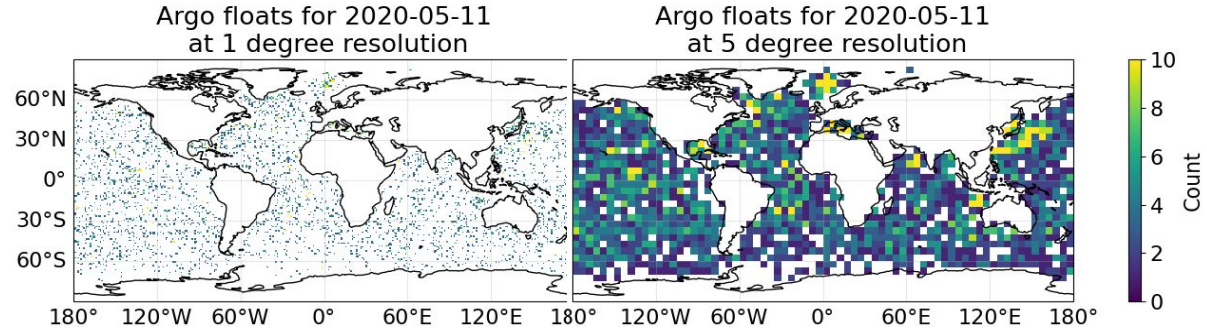 Argo floats for 2020-05-11
at 1 degree resolution
Argo floats for 2020-05-11
at 5 degree resolution
60°N
30°N
0°
30°S
60°S
180° 120°W 60°W 0° 60°E 120°E 180° 120°W 60°W 0° 60°E 120°E 180°
10
8
6
4
2
0
Count